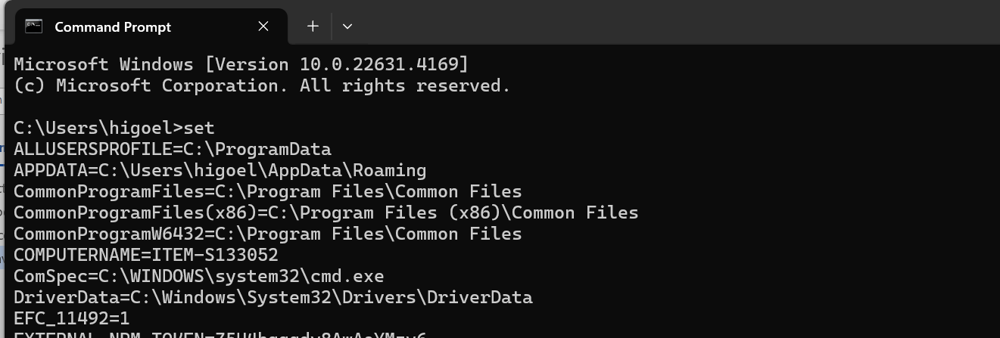 Command Prompt
Microsoft Windows [Version 10.0.22631.4169]
(c) Microsoft Corporation. All rights reserved.
C:\Users\higoel>set
ALLUSERSPROFILE=C:\ProgramData
APPDATA=C:\Users\higoel\AppData\Roaming
CommonProgramFiles=C:\Program Files\Common Files
CommonProgramFiles(x86)=C:\Program Files (x86)\Common Files
CommonProgramW6432=C:\Program Files\Common Files
COMPUTERNAME=ITEM-S133052
ComSpec=C:\WINDOWS\system32\cmd.exe
DriverData=C:\Windows\System32\Drivers\DriverData
EFC_11492=1
EXTERNAL_NPM_TOKEN=